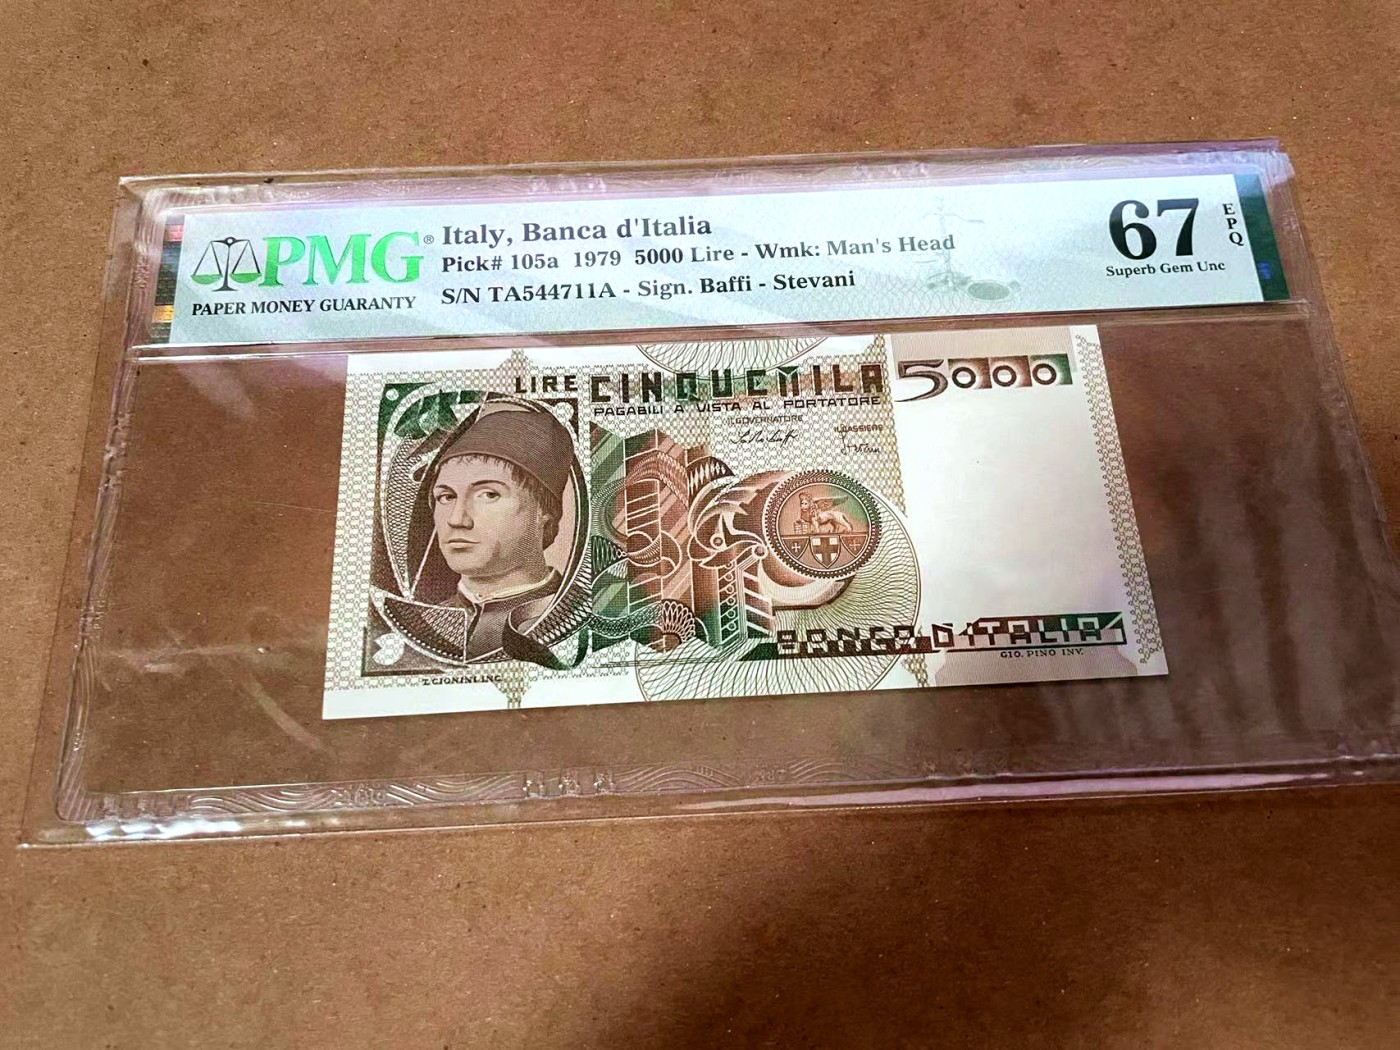 PMG®
PAPER MONEY GUARANTY
Italy, Banca d'Italia
Pick# 105a 1979 5000 Lire - Wmk: Man's Head
S/N TA544711A - Sign. Baffi - Stevani
67
EPQ
Superb Gem Unc
LIRE CINQUEMILA
5000
PAGABILI A VISTA AL PORTATORE
IL GOVERNATORE
IL CASSIERE
BANCA D'ITALIA
T. CIONINI INC.
GIO. PINO INV.